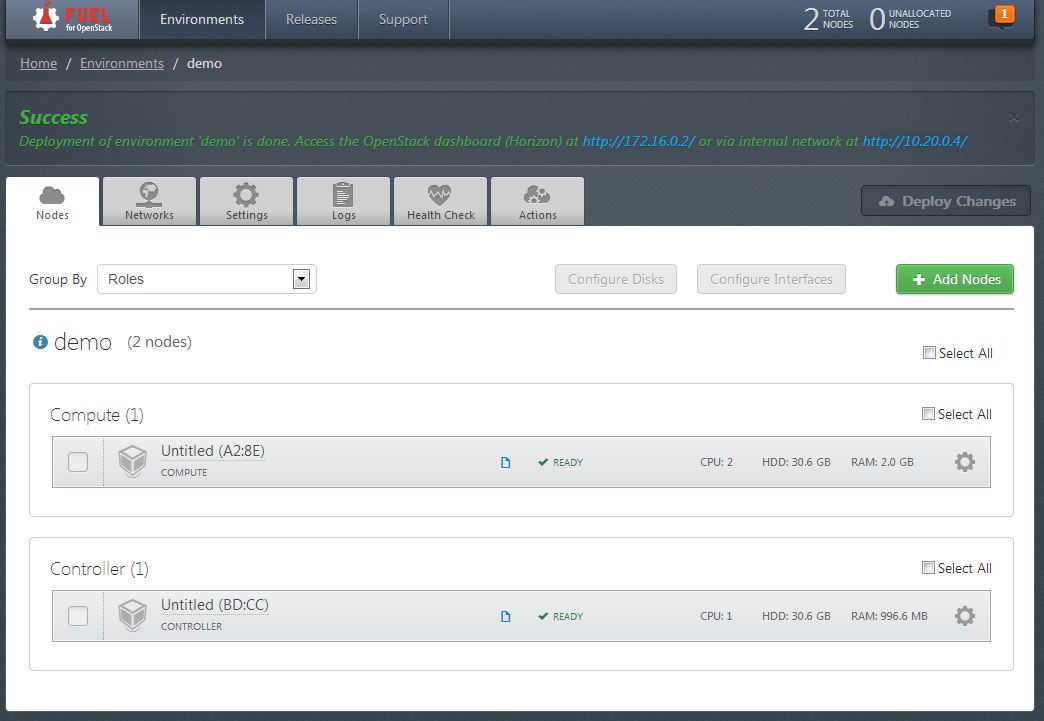 FUEL
for OpenStack
Environments
Releases
Support
2 TOTAL NODES
0 UNALLOCATED NODES
1
Home / Environments / demo
Success
Deployment of environment 'demo' is done. Access the OpenStack dashboard (Horizon) at http://172.16.0.2/ or via internal network at http://10.20.0.4/
×
Nodes
Networks
Settings
Logs
Health Check
Actions
Deploy Changes
Group By Roles
Configure Disks
Configure Interfaces
+ Add Nodes
demo (2 nodes)
Select All
Compute (1)
Select All
Untitled (A2:8E)
COMPUTE
READY
CPU: 2 HDD: 30.6 GB RAM: 2.0 GB
Controller (1)
Select All
Untitled (BD:CC)
CONTROLLER
READY
CPU: 1 HDD: 30.6 GB RAM: 996.6 MB